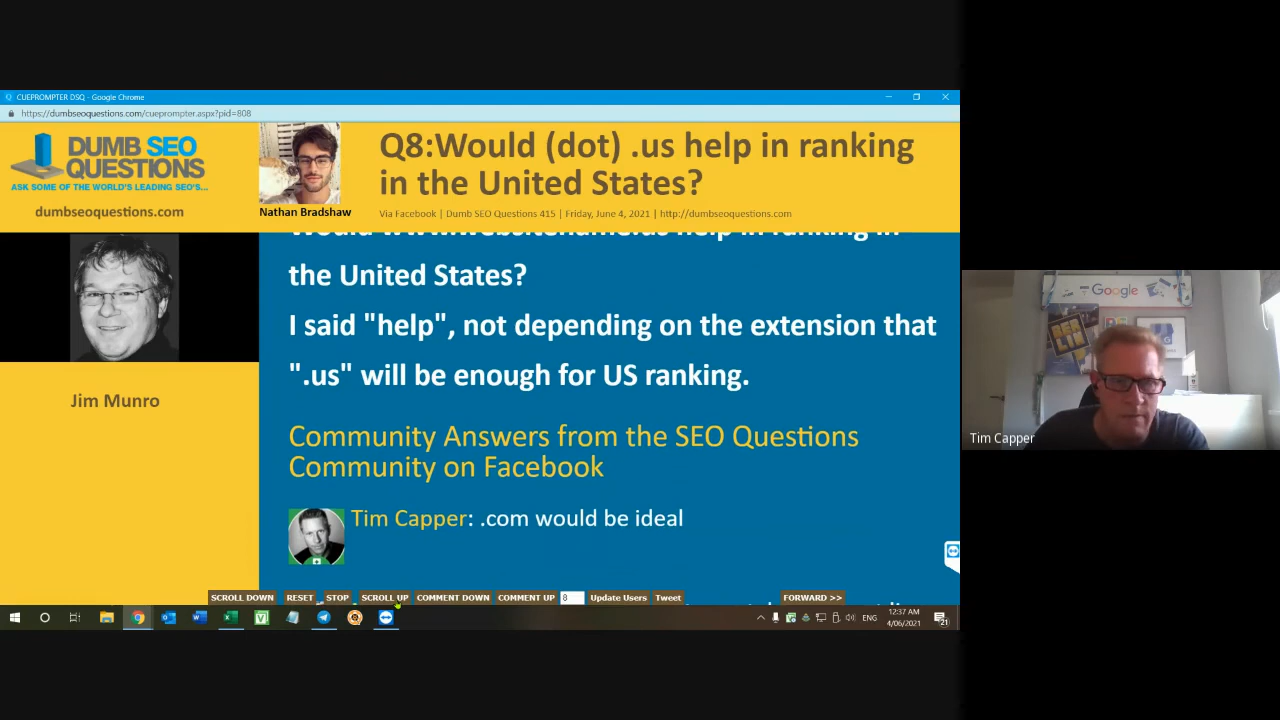 CUEPROMPTER DSQ - Google Chrome
https://dumbseoquestions.com/cueprompter.aspx?pid=808
DUMB SEO
QUESTIONS
ASK SOME OF THE WORLD'S LEADING SEO'S...
dumbseoquestions.com
Nathan Bradshaw
Q8:Would (dot) .us help in ranking
in the United States?
Via Facebook | Dumb SEO Questions 415 | Friday, June 4, 2021 | http://dumbseoquestions.com
Jim Munro
the United States?
I said "help", not depending on the extension that
".us" will be enough for US ranking.
Community Answers from the SEO Questions
Community on Facebook
Tim Capper: .com would be ideal
SCROLL DOWN RESET STOP SCROLL UP COMMENT DOWN COMMENT UP 8 Update Users Tweet FORWARD >>
ENG
12:37 AM
4/06/2021
21
Google
Tim Capper